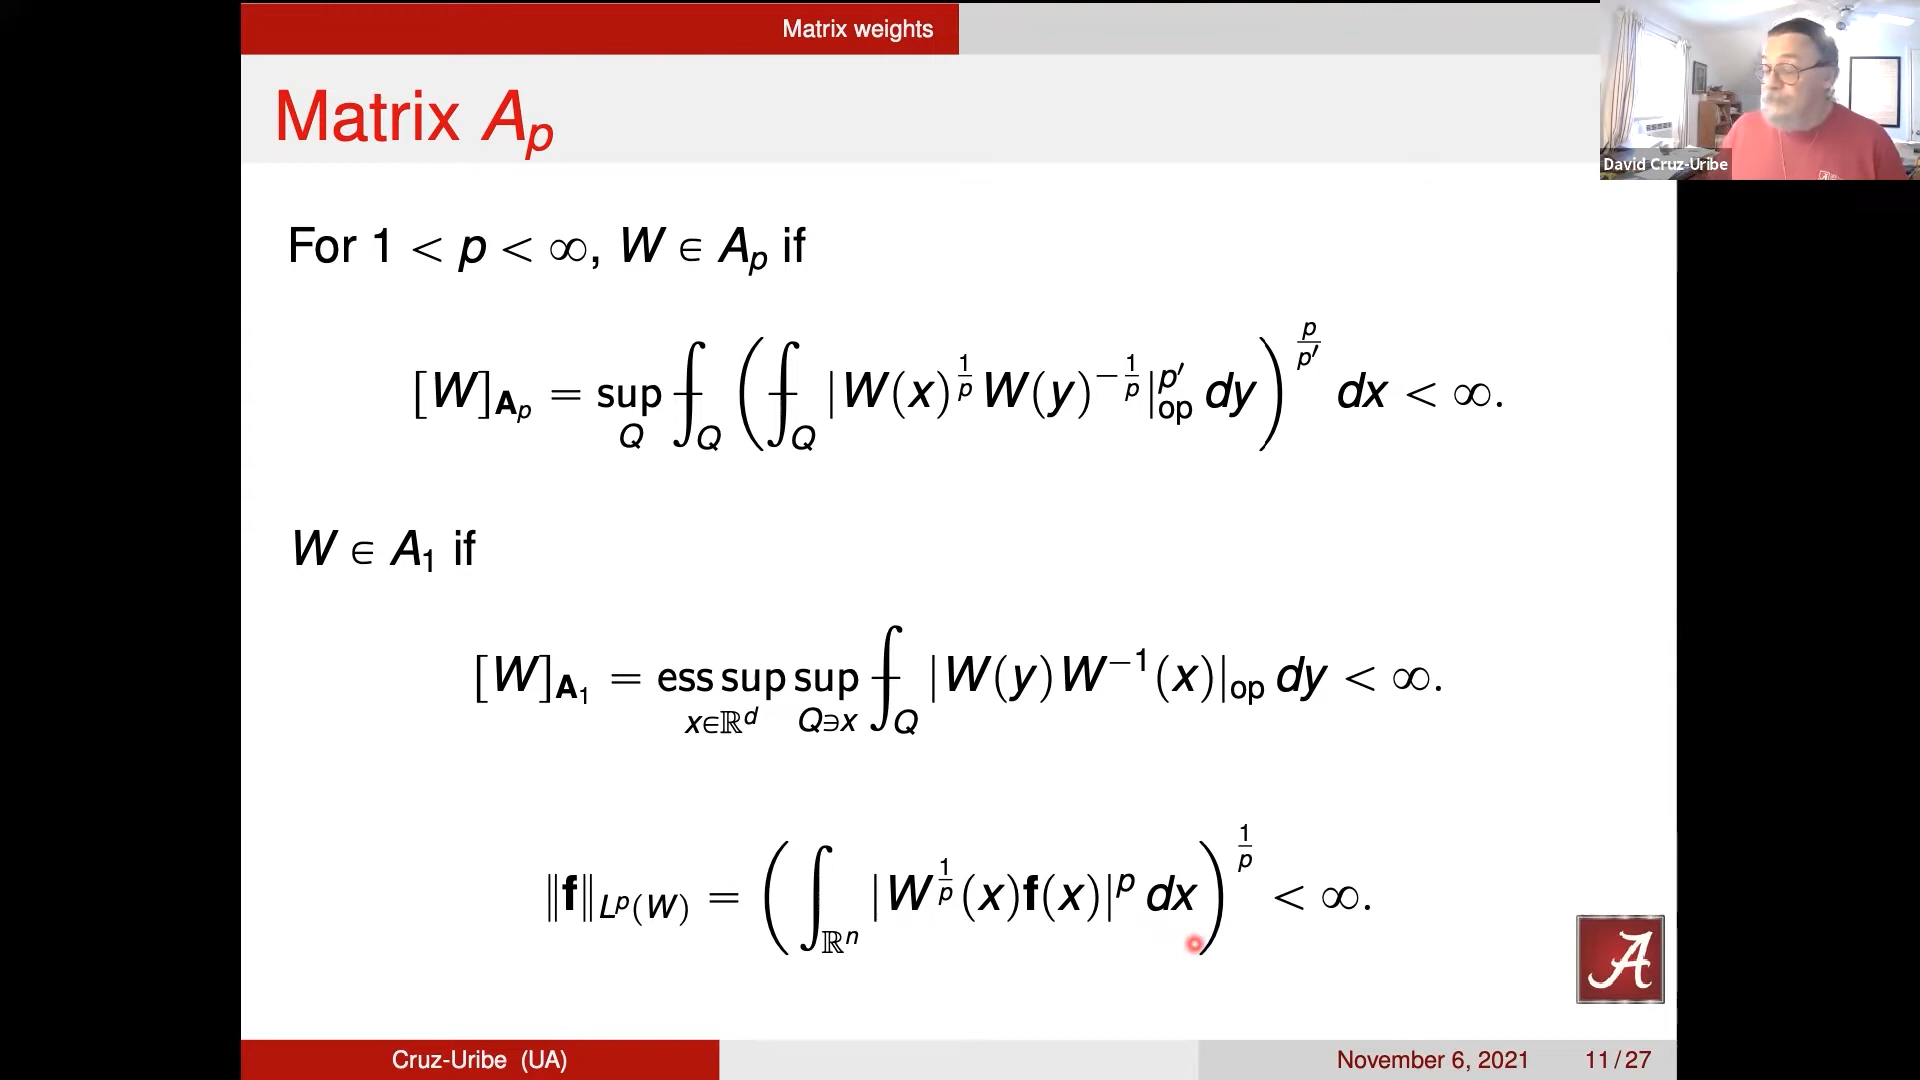 Matrix weights
Matrix A_p
David Cruz-Uribe
For 1 < p < ∞, W ∈ A_p if
[W]_{𝐀_p} = sup_Q ⨍_Q ( ⨍_Q |W(x)^{1/p} W(y)^{-1/p}|_{op}^{p′} dy )^{p/p′} dx < ∞.
W ∈ A_1 if
[W]_{𝐀_1} = ess sup_{x∈ℝ^d} sup_{Q∋x} ⨍_Q |W(y)W^{−1}(x)|_{op} dy < ∞.
‖𝐟‖_{L^p(W)} = ( ∫_{ℝ^n} |W^{1/p}(x)𝐟(x)|^p dx )^{1/p} < ∞.
A
Cruz-Uribe (UA)
November 6, 2021 11 / 27